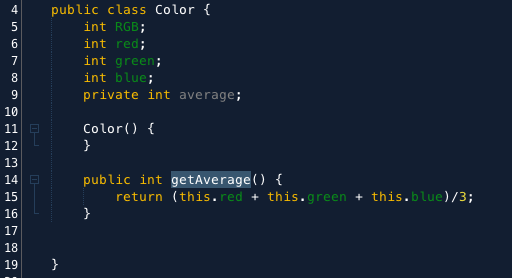 4 public class Color {
5 int RGB;
6 int red;
7 int green;
8 int blue;
9 private int average;
10
11 Color() {
12 }
13
14 public int getAverage() {
15 return (this.red + this.green + this.blue)/3;
16 }
17
18
19 }